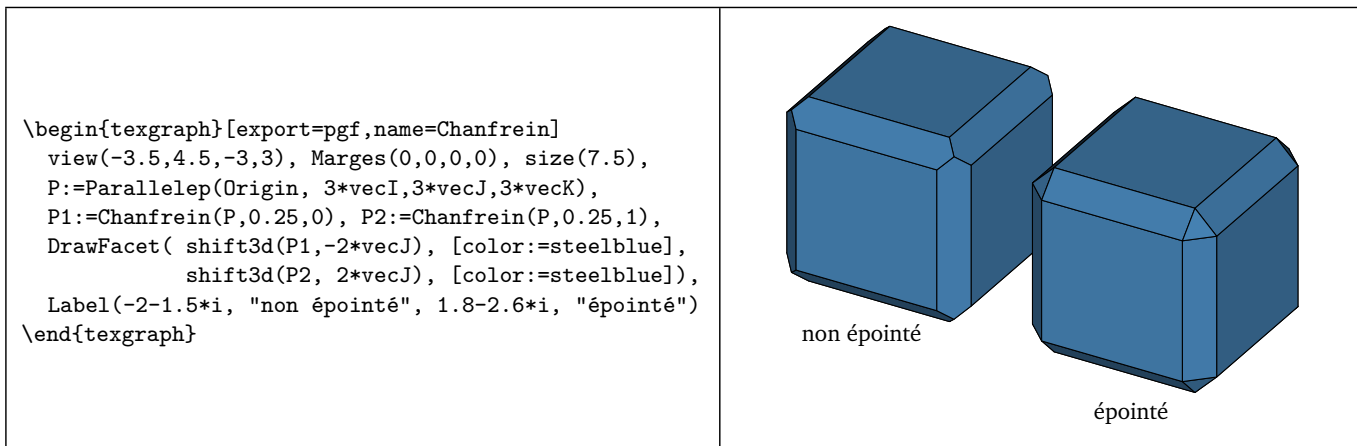 \begin{texgraph}[export=pgf,name=Chanfrein]
  view(-3.5,4.5,-3,3), Marges(0,0,0,0), size(7.5),
  P:=Parallelep(Origin, 3*vecI,3*vecJ,3*vecK),
  P1:=Chanfrein(P,0.25,0), P2:=Chanfrein(P,0.25,1),
  DrawFacet( shift3d(P1,-2*vecJ), [color:=steelblue],
             shift3d(P2, 2*vecJ), [color:=steelblue]),
  Label(-2-1.5*i, "non épointé", 1.8-2.6*i, "épointé")
\end{texgraph}
non épointé
épointé